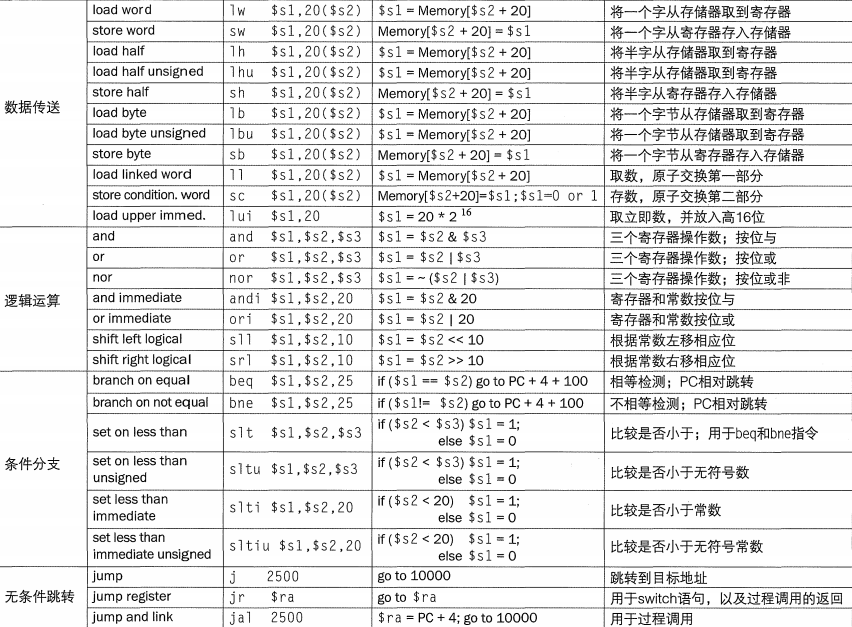 数据传送
load word lw $s1,20($s2) $s1 = Memory[$s2 + 20] 将一个字从存储器取到寄存器
store word sw $s1,20($s2) Memory[$s2 + 20] = $s1 将一个字从寄存器存入存储器
load half lh $s1,20($s2) $s1 = Memory[$s2 + 20] 将半字从存储器取到寄存器
load half unsigned lhu $s1,20($s2) $s1 = Memory[$s2 + 20] 将半字从存储器取到寄存器
store half sh $s1,20($s2) Memory[$s2 + 20] = $s1 将半字从寄存器存入存储器
load byte lb $s1,20($s2) $s1 = Memory[$s2 + 20] 将一个字节从存储器取到寄存器
load byte unsigned lbu $s1,20($s2) $s1 = Memory[$s2 + 20] 将一个字节从存储器取到寄存器
store byte sb $s1,20($s2) Memory[$s2 + 20] = $s1 将一个字节从寄存器存入存储器
load linked word ll $s1,20($s2) $s1 = Memory[$s2 + 20] 取数，原子交换第一部分
store condition. word sc $s1,20($s2) Memory[$s2+20]=$s1;$s1=0 or 1 存数，原子交换第二部分
load upper immed. lui $s1,20 $s1 = 20 * 2¹⁶ 取立即数，并放入高16位
逻辑运算
and and $s1,$s2,$s3 $s1 = $s2 & $s3 三个寄存器操作数；按位与
or or $s1,$s2,$s3 $s1 = $s2 | $s3 三个寄存器操作数；按位或
nor nor $s1,$s2,$s3 $s1 = ~ ($s2 | $s3) 三个寄存器操作数；按位或非
and immediate andi $s1,$s2,20 $s1 = $s2 & 20 寄存器和常数按位与
or immediate ori $s1,$s2,20 $s1 = $s2 | 20 寄存器和常数按位或
shift left logical sll $s1,$s2,10 $s1 = $s2 << 10 根据常数左移相应位
shift right logical srl $s1,$s2,10 $s1 = $s2 >> 10 根据常数右移相应位
条件分支
branch on equal beq $s1,$s2,25 if ($s1 == $s2) go to PC + 4 + 100 相等检测；PC相对跳转
branch on not equal bne $s1,$s2,25 if ($s1!= $s2) go to PC + 4 + 100 不相等检测；PC相对跳转
set on less than slt $s1,$s2,$s3 if ($s2 < $s3) $s1 = 1;
else $s1 = 0 比较是否小于；用于beq和bne指令
set on less than
unsigned sltu $s1,$s2,$s3 if ($s2 < $s3) $s1 = 1;
else $s1 = 0 比较是否小于无符号数
set less than
immediate slti $s1,$s2,20 if ($s2 < 20) $s1 = 1;
else $s1 = 0 比较是否小于常数
set less than
immediate unsigned sltiu $s1,$s2,20 if ($s2 < 20) $s1 = 1;
else $s1 = 0 比较是否小于无符号常数
无条件跳转
jump j 2500 go to 10000 跳转到目标地址
jump register jr $ra go to $ra 用于switch语句，以及过程调用的返回
jump and link jal 2500 $ra = PC + 4; go to 10000 用于过程调用